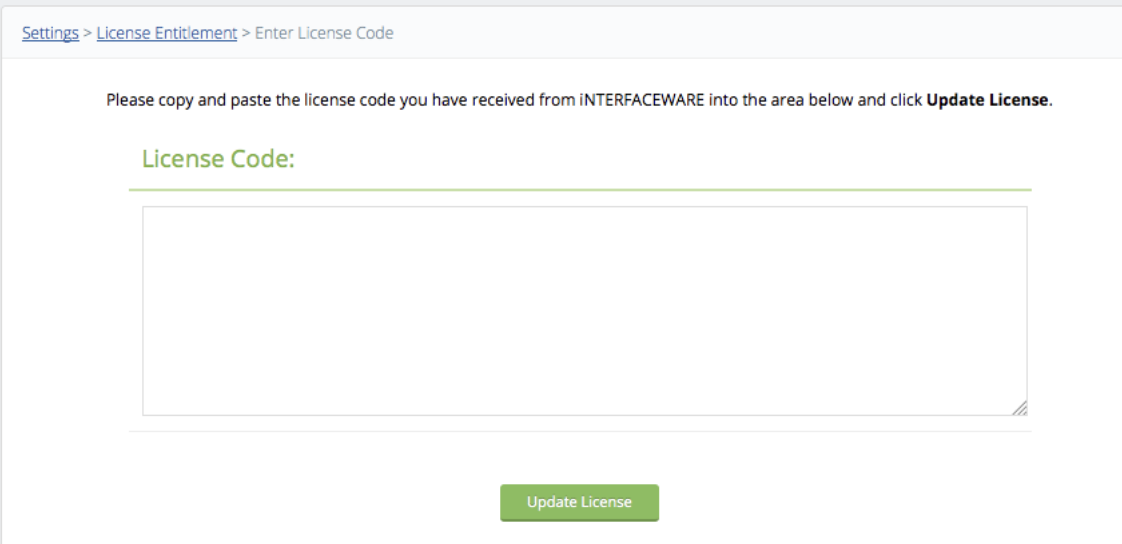 Settings > License Entitlement > Enter License Code
Please copy and paste the license code you have received from iNTERFACEWARE into the area below and click Update License.
License Code:
Update License